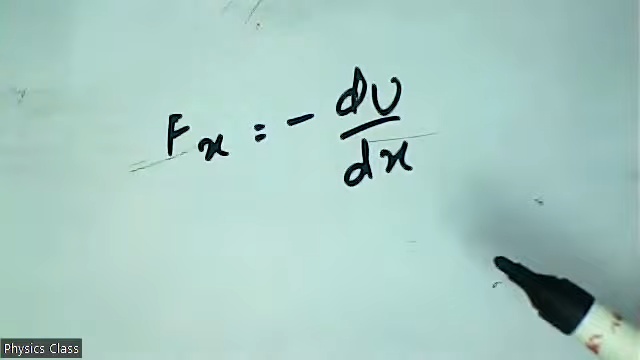 Fx = - dU/dx
Physics Class